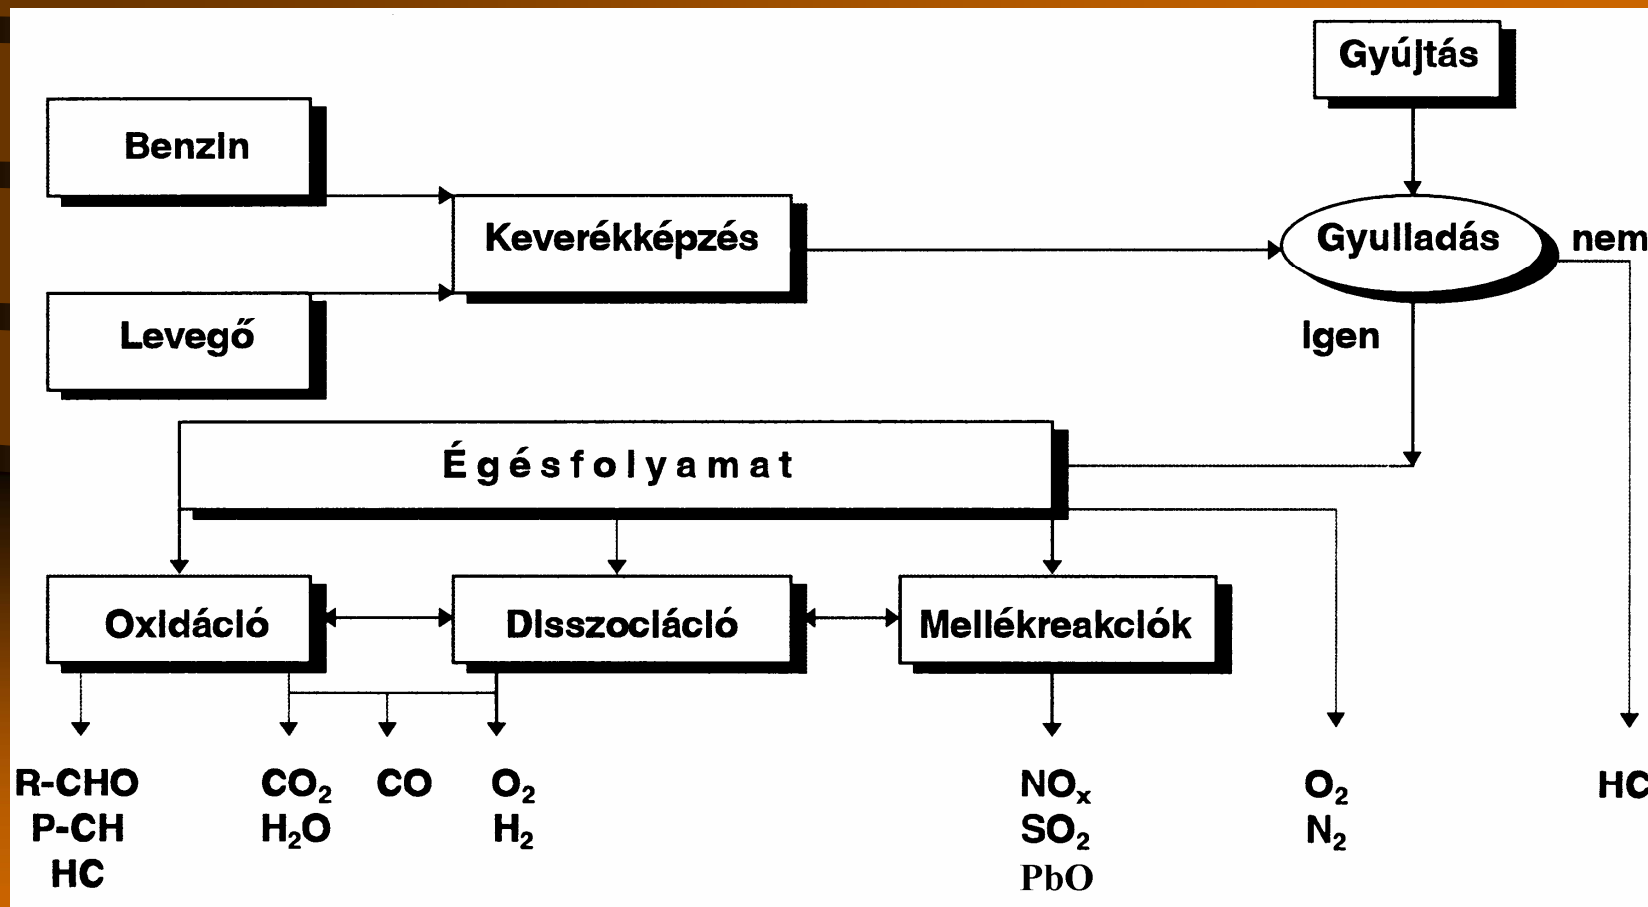 Gyújtás
Benzin
Keverékképzés
Gyulladás
nem
Levegő
Igen
Égésfolyamat
Oxidáció
Disszociáció
Mellékreakciók
R-CHO
P-CH
HC
CO₂
H₂O
CO
O₂
H₂
NOₓ
SO₂
PbO
O₂
N₂
HC